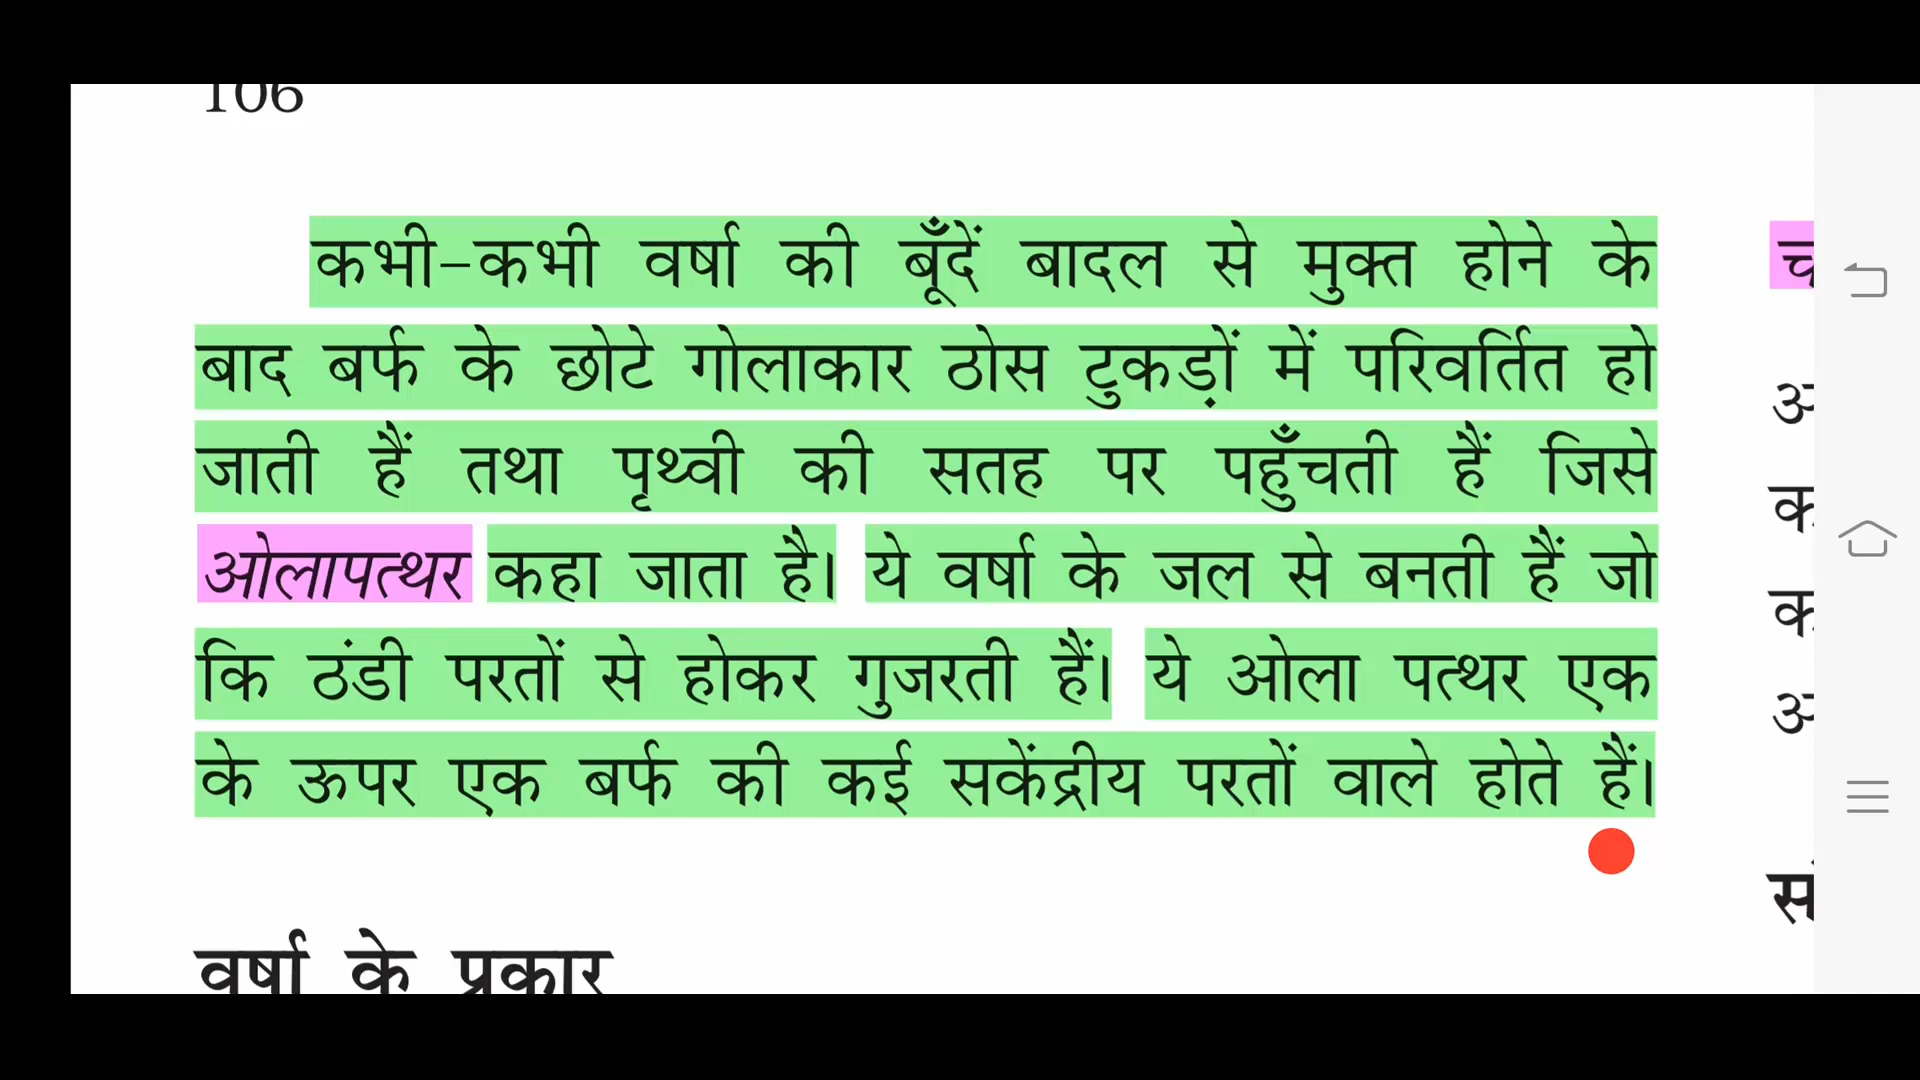 106
कभी-कभी वर्षा की बूँदें बादल से मुक्त होने के
बाद बर्फ के छोटे गोलाकार ठोस टुकड़ों में परिवर्तित हो
जाती हैं तथा पृथ्वी की सतह पर पहुँचती हैं जिसे
ओलापत्थर कहा जाता है। ये वर्षा के जल से बनती हैं जो
कि ठंडी परतों से होकर गुजरती हैं। ये ओला पत्थर एक
के ऊपर एक बर्फ की कई सकेंद्रीय परतों वाले होते हैं।
वर्षा के प्रकार